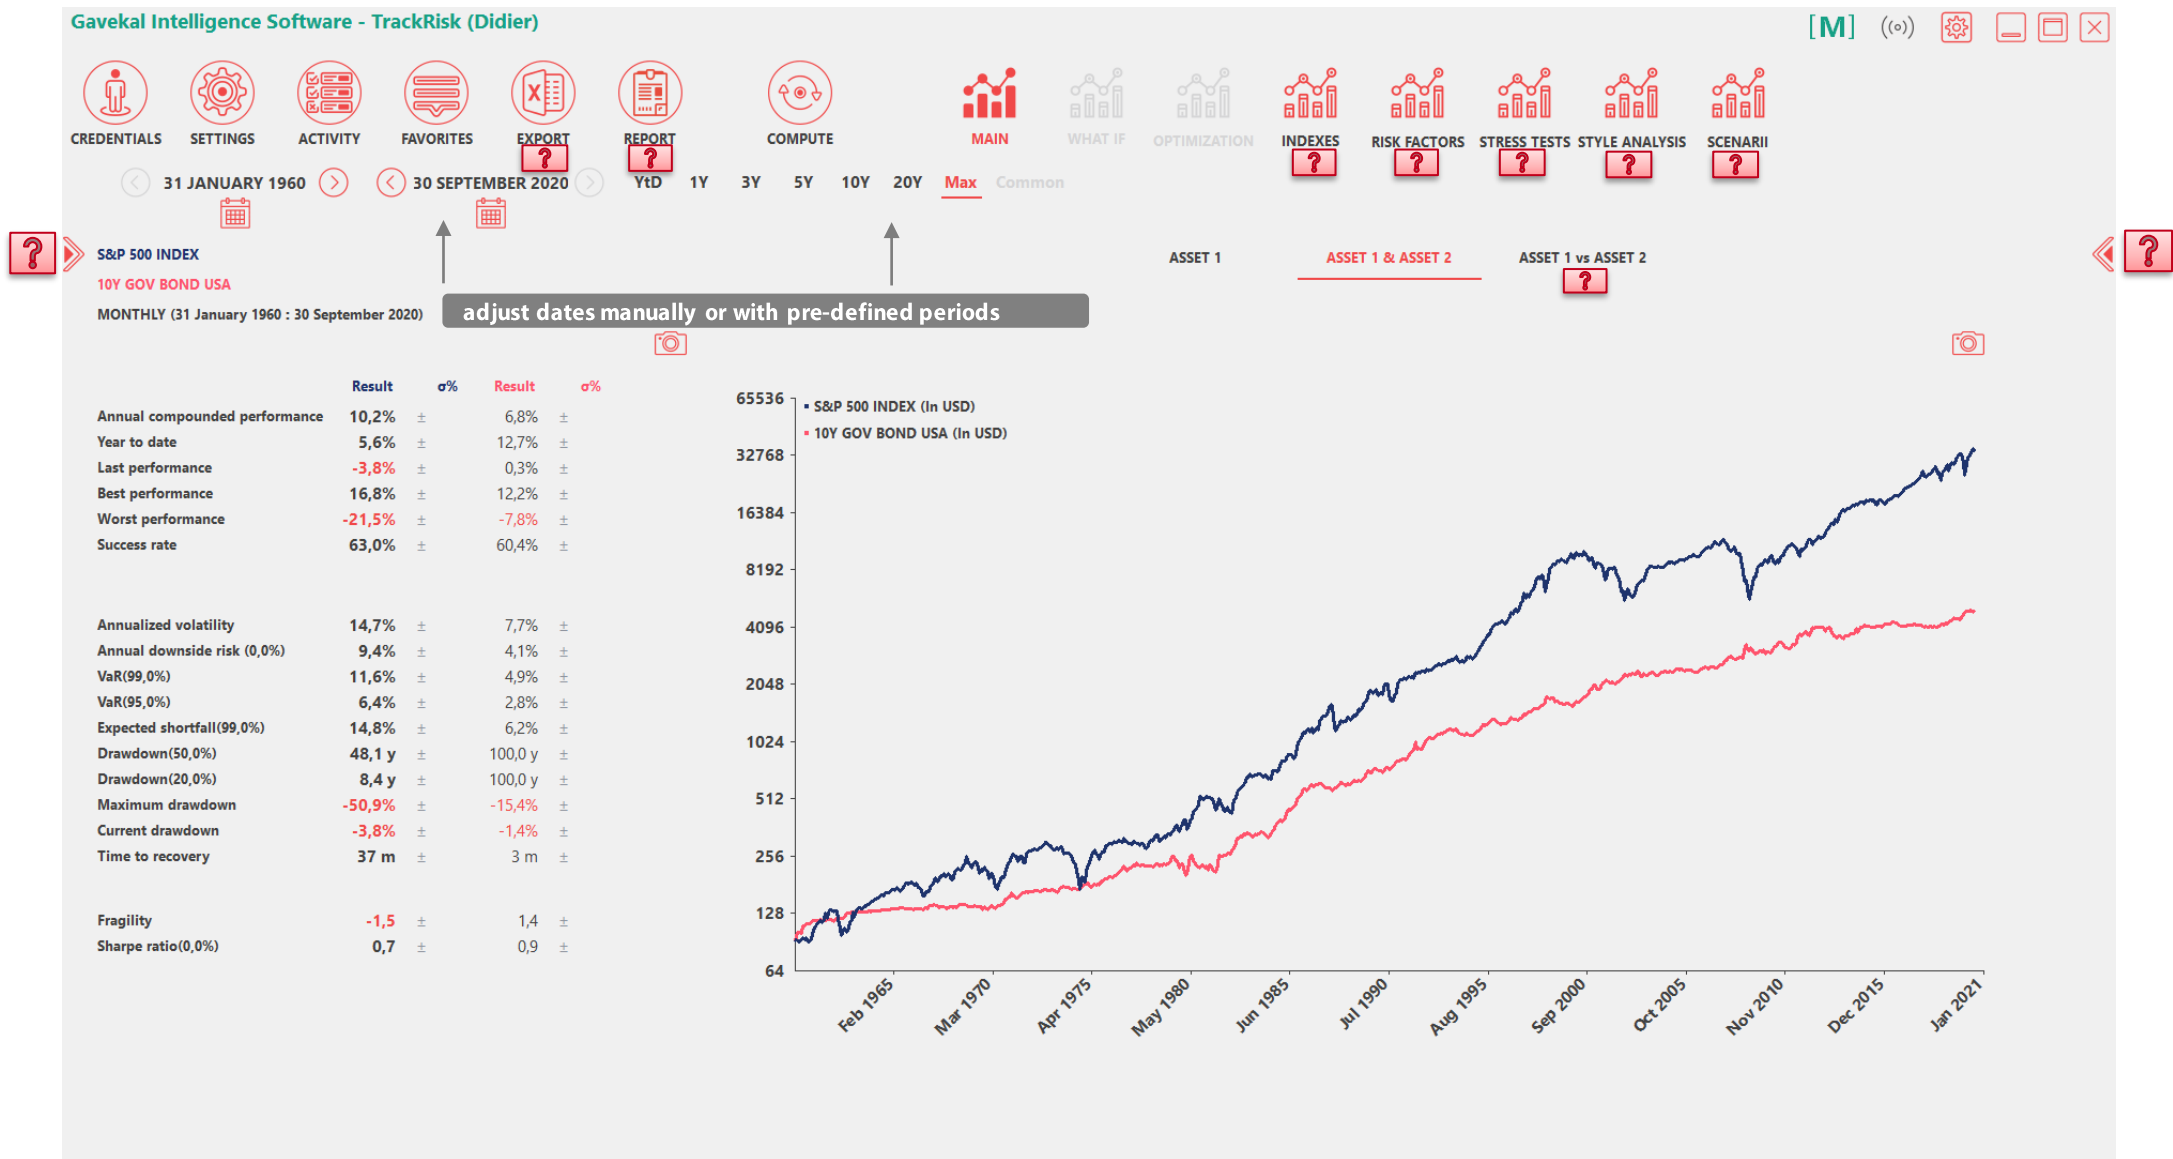 Gavekal Intelligence Software - TrackRisk (Didier)
[M]
CREDENTIALS SETTINGS ACTIVITY FAVORITES EXPORT REPORT COMPUTE MAIN WHAT IF OPTIMIZATION INDEXES RISK FACTORS STRESS TESTS STYLE ANALYSIS SCENARII
? ? ? ? ? ? ?
31 JANUARY 1960 30 SEPTEMBER 2020 YtD 1Y 3Y 5Y 10Y 20Y Max Common
? ?
S&P 500 INDEX
ASSET 1 ASSET 1 & ASSET 2 ASSET 1 vs ASSET 2
?
10Y GOV BOND USA
MONTHLY (31 January 1960 : 30 September 2020)
adjust dates manually or with pre-defined periods
Result σ% Result σ%
Annual compounded performance 10,2% ± 6,8% ±
Year to date 5,6% ± 12,7% ±
Last performance -3,8% ± 0,3% ±
Best performance 16,8% ± 12,2% ±
Worst performance -21,5% ± -7,8% ±
Success rate 63,0% ± 60,4% ±
Annualized volatility 14,7% ± 7,7% ±
Annual downside risk (0,0%) 9,4% ± 4,1% ±
VaR(99,0%) 11,6% ± 4,9% ±
VaR(95,0%) 6,4% ± 2,8% ±
Expected shortfall(99,0%) 14,8% ± 6,2% ±
Drawdown(50,0%) 48,1 y ± 100,0 y ±
Drawdown(20,0%) 8,4 y ± 100,0 y ±
Maximum drawdown -50,9% ± -15,4% ±
Current drawdown -3,8% ± -1,4% ±
Time to recovery 37 m ± 3 m ±
Fragility -1,5 ± 1,4 ±
Sharpe ratio(0,0%) 0,7 ± 0,9 ±
S&P 500 INDEX (In USD)
10Y GOV BOND USA (In USD)
65536
32768
16384
8192
4096
2048
1024
512
256
128
64
Feb 1965 Mar 1970 Apr 1975 May 1980 Jun 1985 Jul 1990 Aug 1995 Sep 2000 Oct 2005 Nov 2010 Dec 2015 Jan 2021